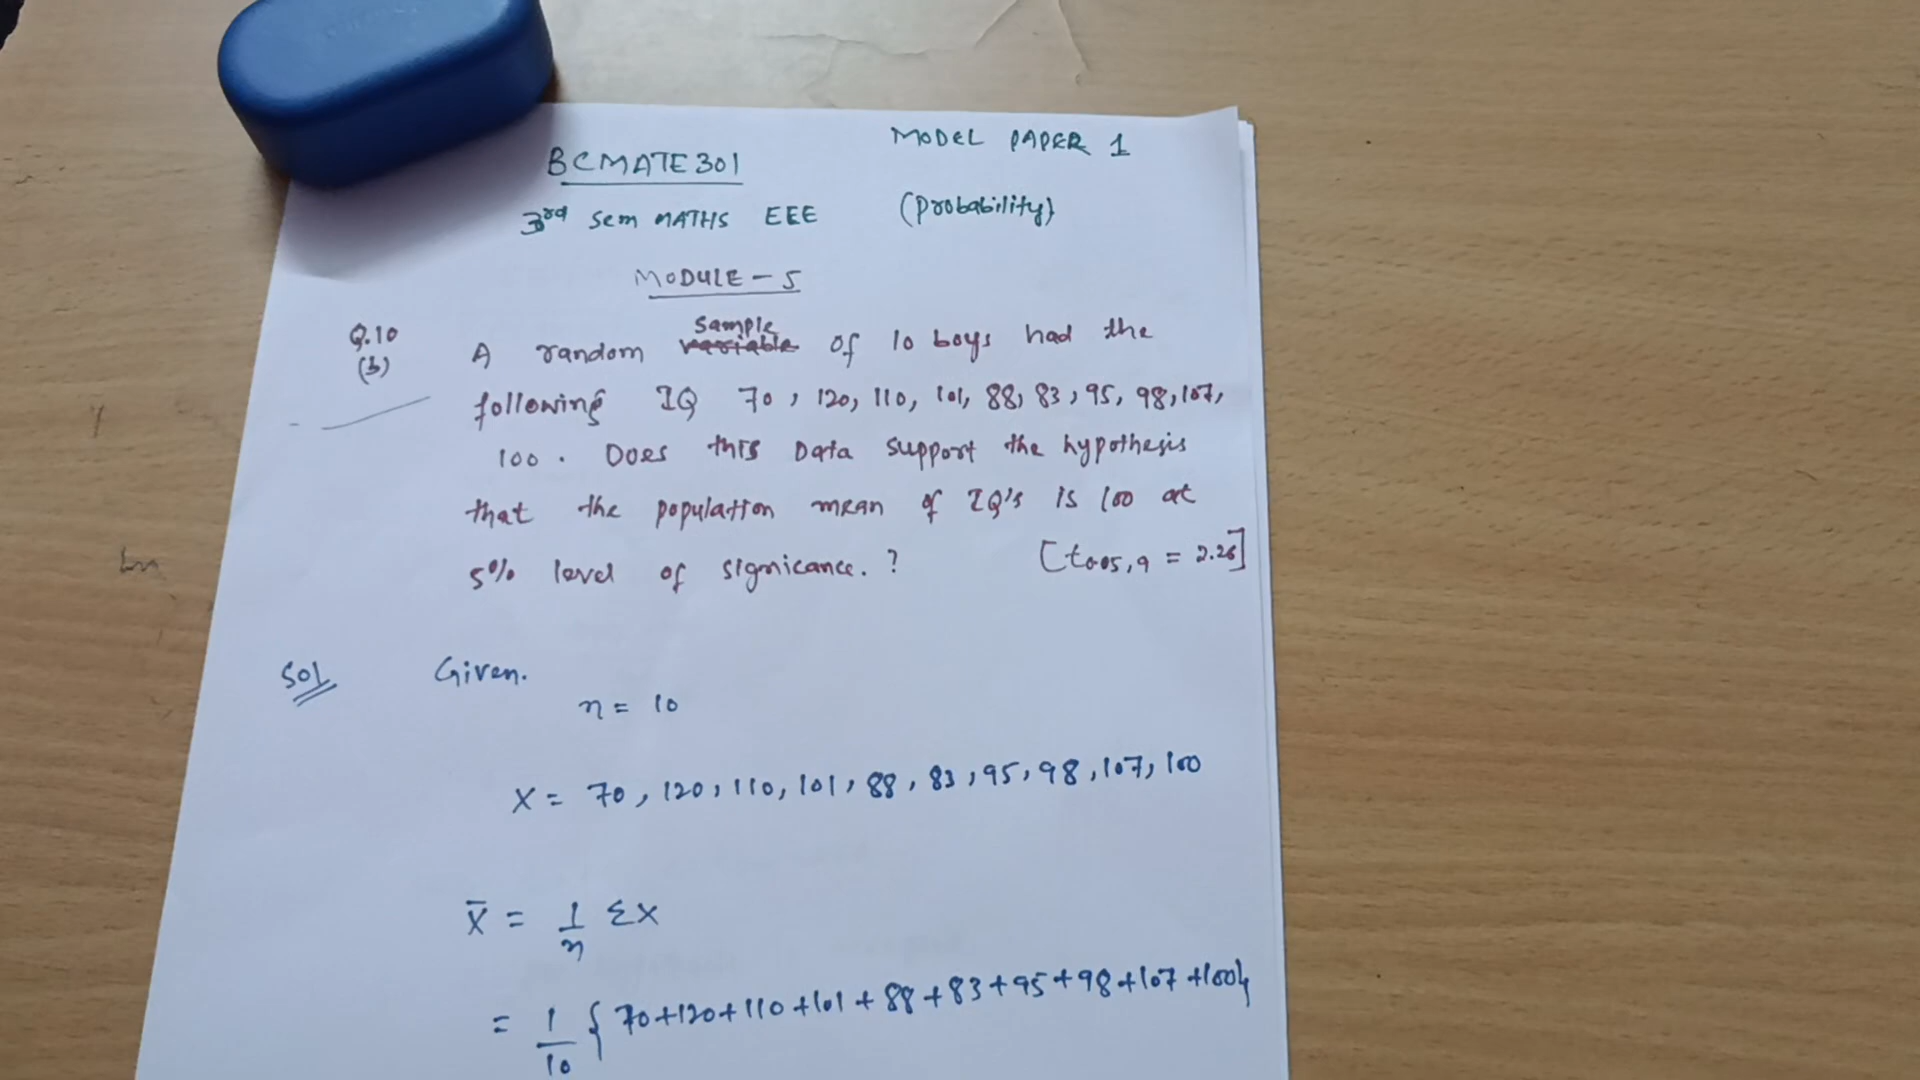 MODEL PAPER 1
BCMATE301
3rd Sem MATHS EEE (Probability)
MODULE - 5
Q.10 (b) A random variable sample of 10 boys had the
following IQ 70, 120, 110, 101, 88, 83, 95, 98, 107,
100. Does this Data support the hypothesis
that the population mean of IQ's is 100 at
5% level of signicance. ? [t0.05,9 = 2.26]
Sol Given.
n = 10
X = 70, 120, 110, 101, 88, 83, 95, 98, 107, 100
X̄ = 1/n ΣX
= 1/10 { 70+120+110+101+88+83+95+98+107+100}